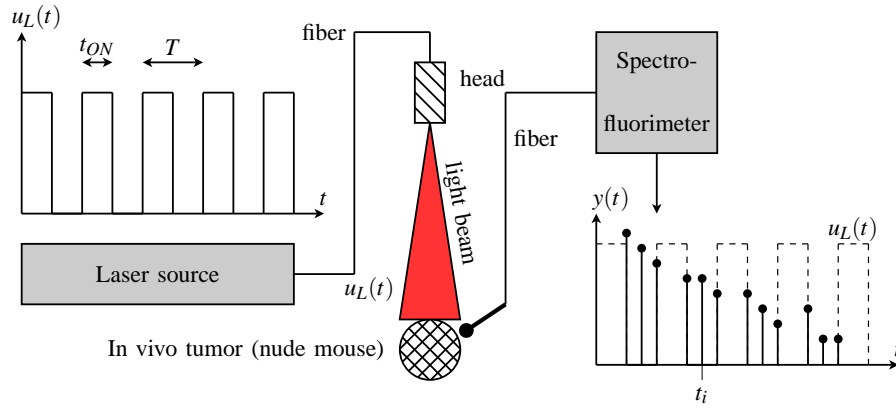 u_L(t)
t_ON
T
t
Laser source
fiber
head
light beam
u_L(t)
In vivo tumor (nude mouse)
fiber
Spectro-
fluorimeter
y(t)
u_L(t)
t_i
t